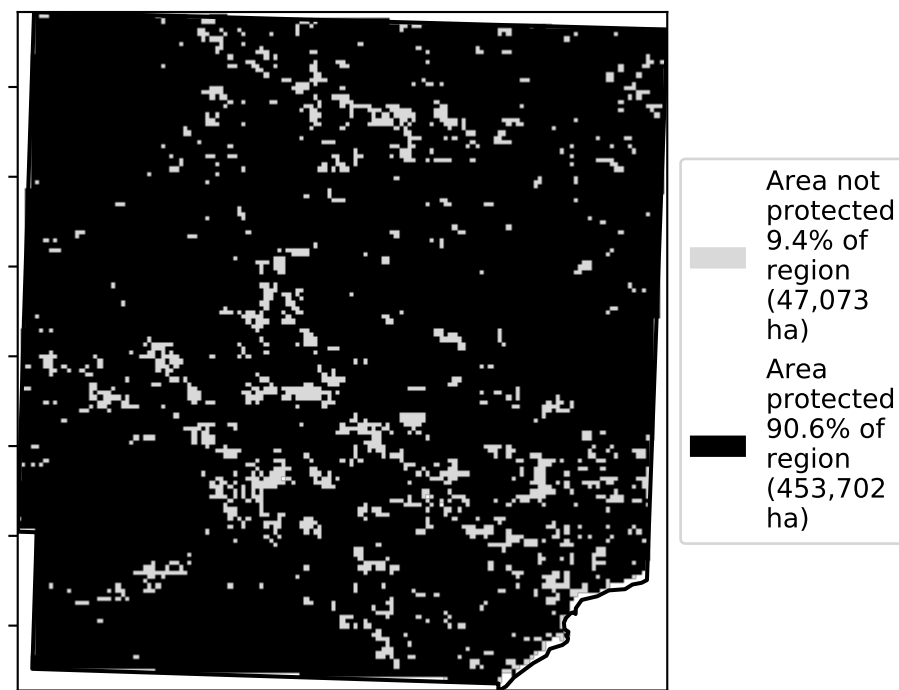 Area not
protected
9.4% of
region
(47,073
ha)
Area
protected
90.6% of
region
(453,702
ha)